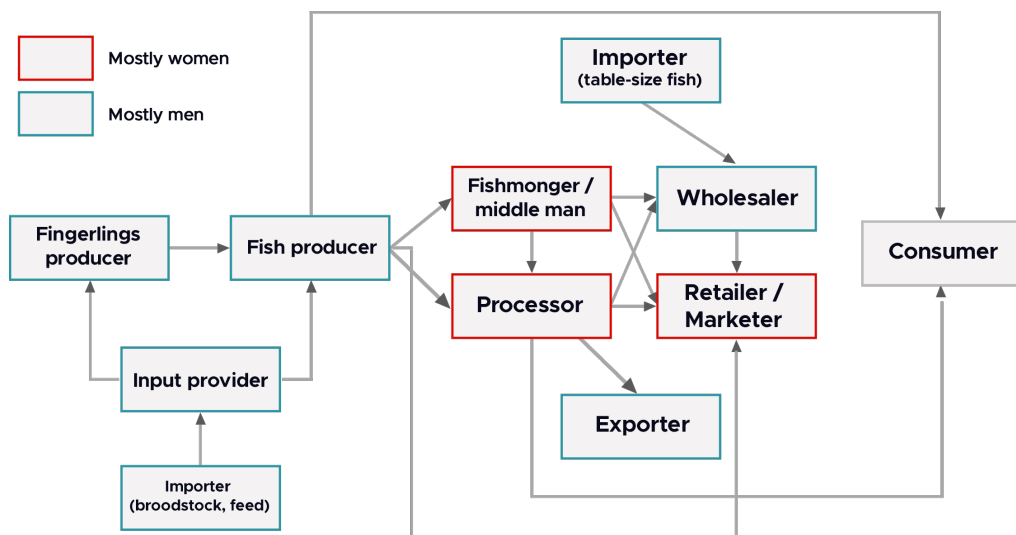 Mostly women
Mostly men
Importer
(table-size fish)
Fishmonger /
middle man
Wholesaler
Fingerlings
producer
Fish producer
Consumer
Processor
Retailer /
Marketer
Input provider
Exporter
Importer
(broodstock, feed)